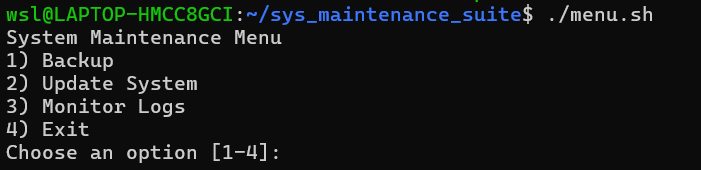 wsl@LAPTOP-HMCC8GCI:~/sys_maintenance_suite$ ./menu.sh
System Maintenance Menu
1) Backup
2) Update System
3) Monitor Logs
4) Exit
Choose an option [1-4]: